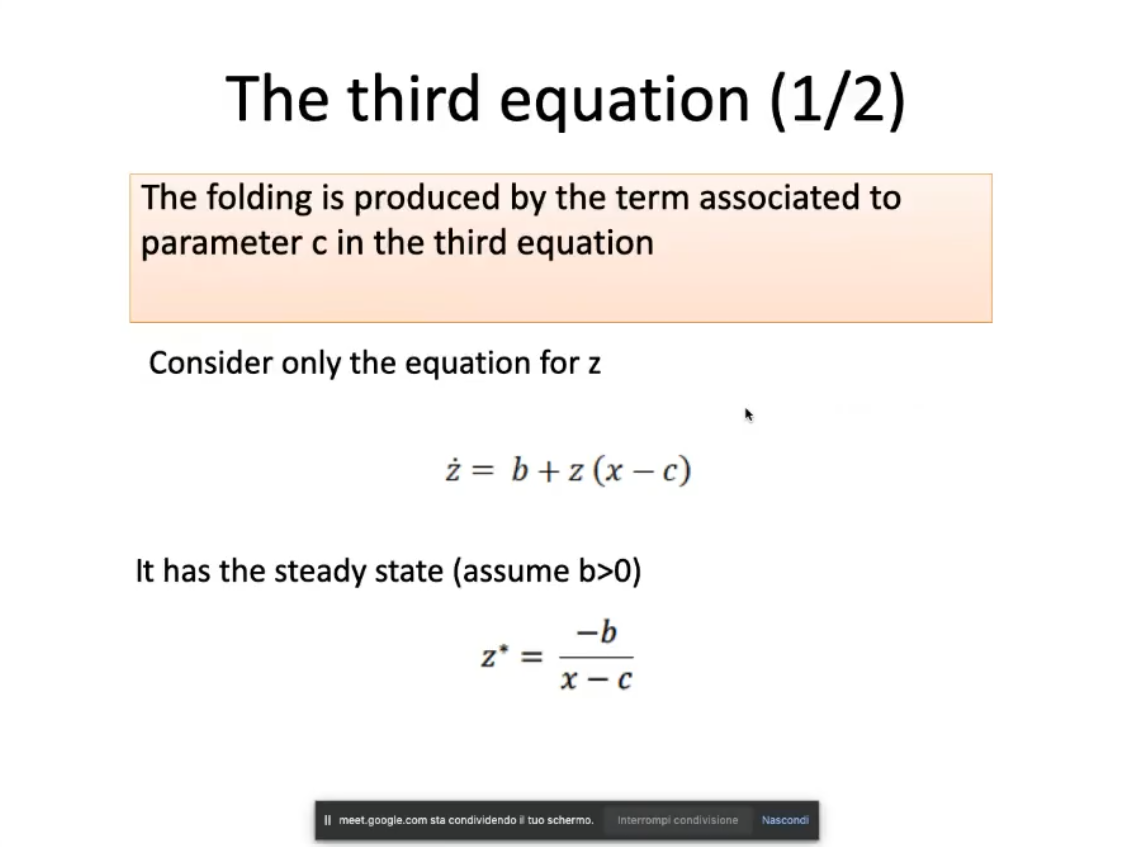 The third equation (1/2)
The folding is produced by the term associated to
parameter c in the third equation
Consider only the equation for z
ż = b + z (x − c)
It has the steady state (assume b>0)
z* = −b / x − c
meet.google.com sta condividendo il tuo schermo. Interrompi condivisione Nascondi